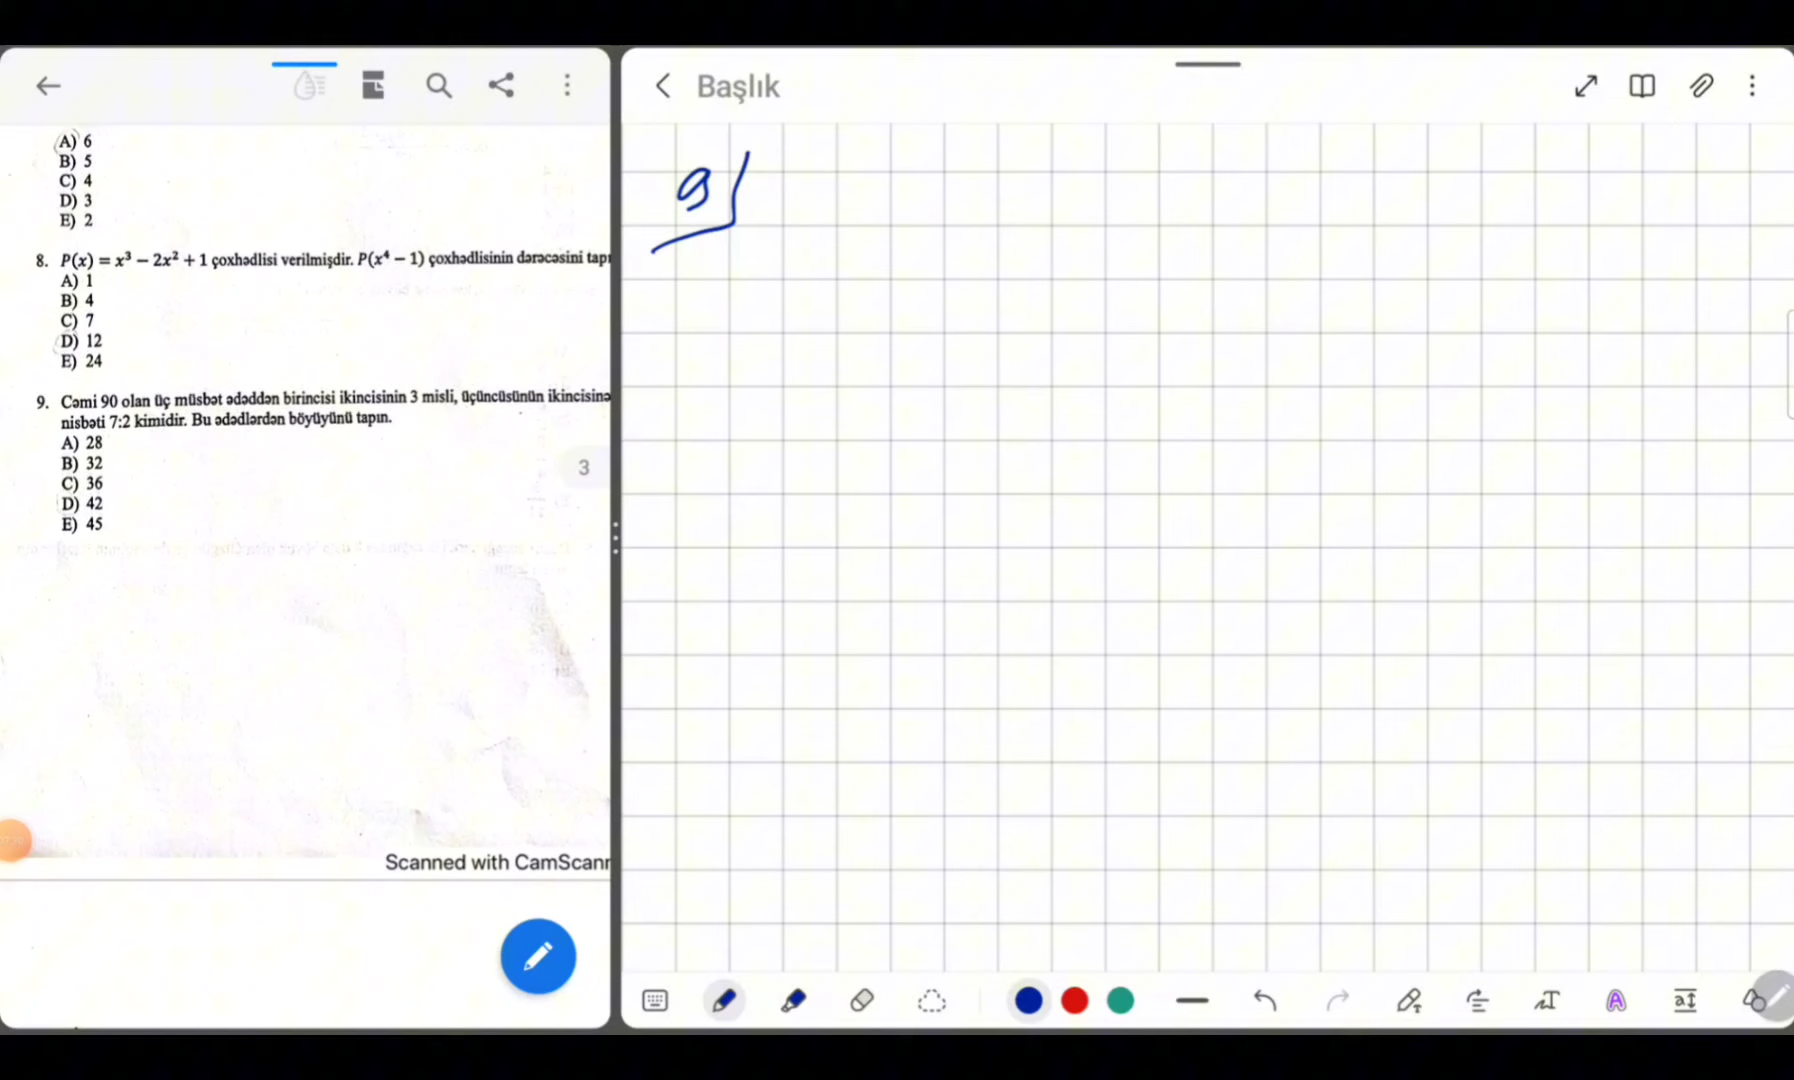 Başlık
A) 6
B) 5
C) 4
D) 3
E) 2
8. P(x) = x³ − 2x² + 1 çoxhədlisi verilmişdir. P(x⁴ − 1) çoxhədlisinin dərəcəsini tapı
A) 1
B) 4
C) 7
D) 12
E) 24
9. Cəmi 90 olan üç müsbət ədəddən birincisi ikincisinin 3 misli, üçüncüsünün ikincisinə
nisbəti 7:2 kimidir. Bu ədədlərdən böyüyünü tapın.
A) 28
B) 32
C) 36
D) 42
E) 45
3
Scanned with CamScanr
9